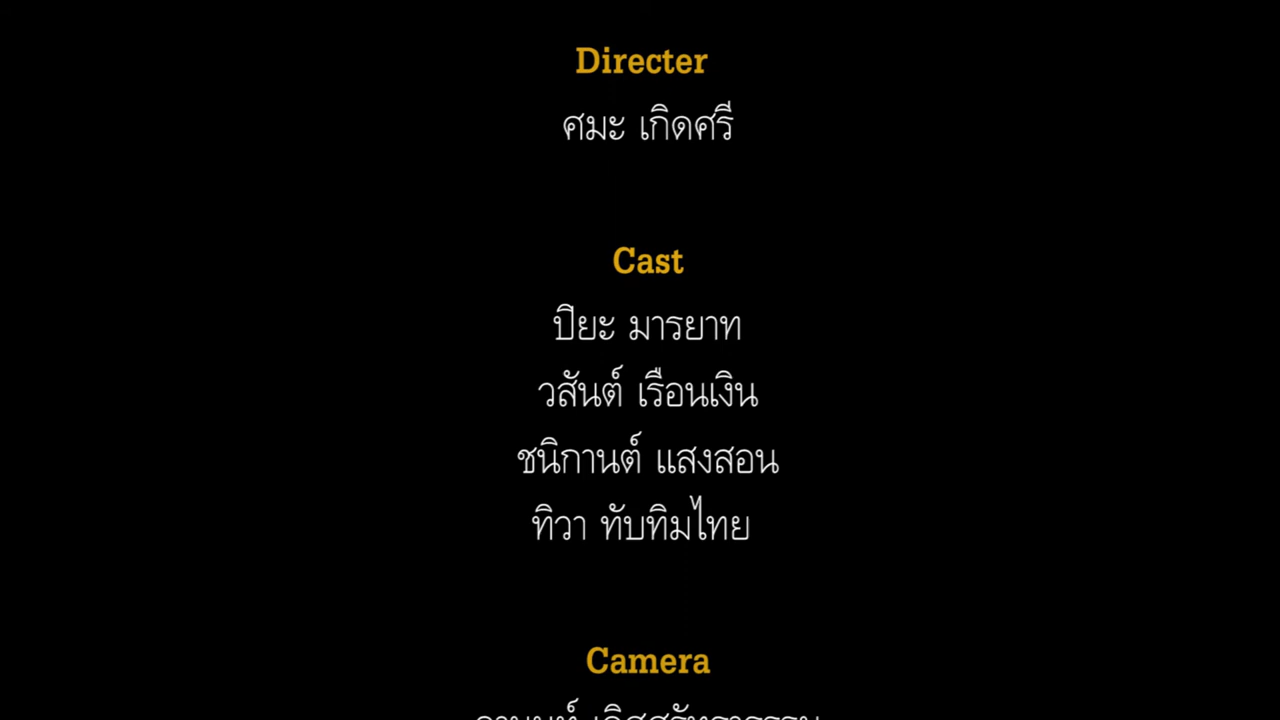 Directer
ศมะ เกิดศรี
Cast
ปิยะ มารยาท
วสันต์ เรือนเงิน
ชนิกานต์ แสงสอน
ทิวา ทับทิมไทย
Camera